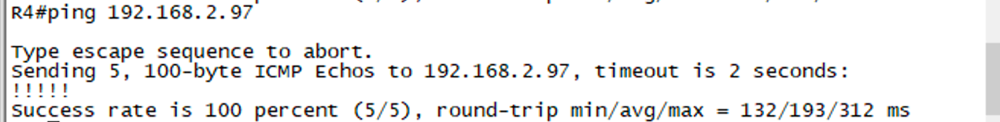 R4#ping 192.168.2.97
Type escape sequence to abort.
Sending 5, 100-byte ICMP Echos to 192.168.2.97, timeout is 2 seconds:
!!!!!
Success rate is 100 percent (5/5), round-trip min/avg/max = 132/193/312 ms